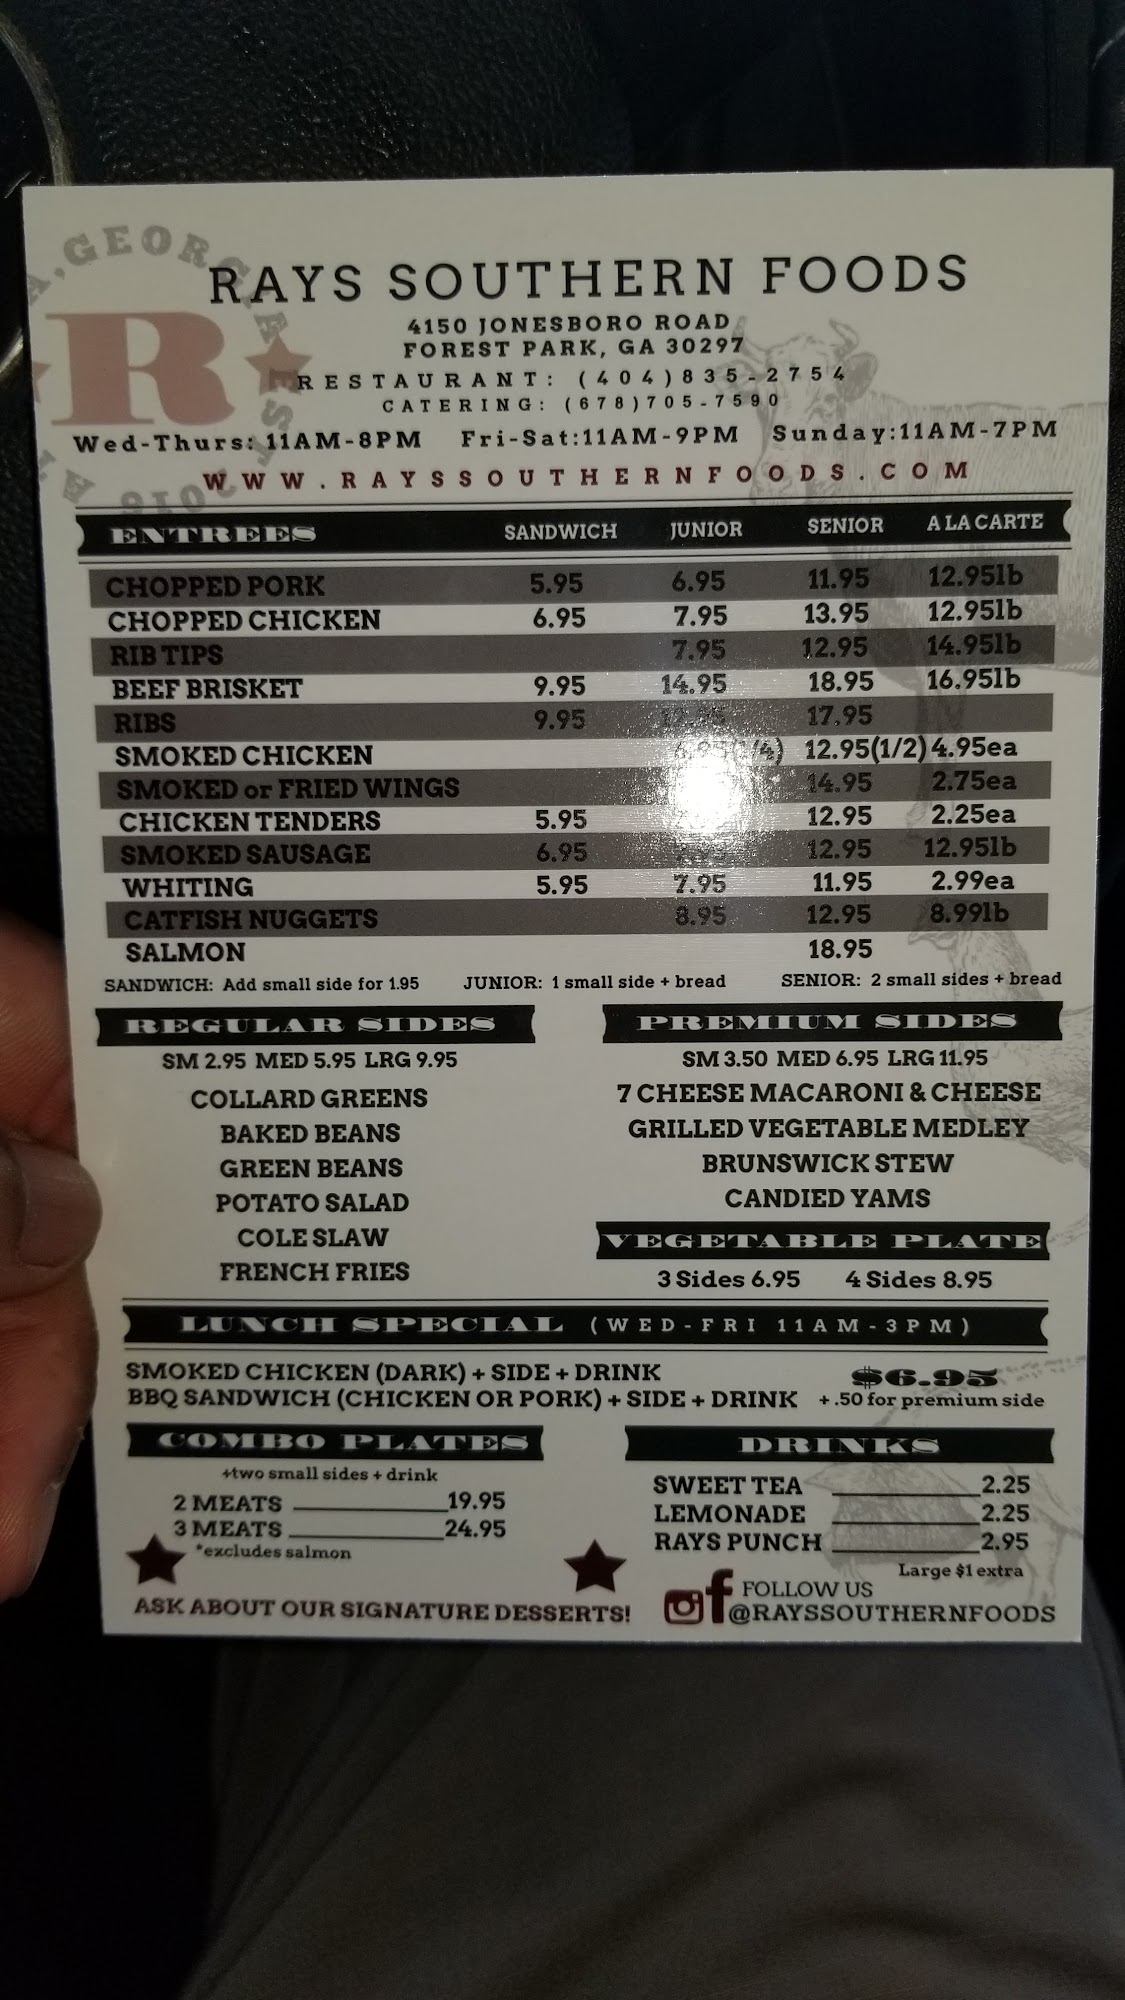 RAYS SOUTHERN FOODS
4150 JONESBORO ROAD
FOREST PARK, GA 30297
RESTAURANT: (404)835-2754
CATERING: (678)705-7590
Wed-Thurs: 11AM-8PM Fri-Sat:11AM-9PM Sunday:11AM-7PM
WWW.RAYSSOUTHERNFOODS.COM
R
ENTREES SANDWICH JUNIOR SENIOR A LA CARTE
CHOPPED PORK 5.95 6.95 11.95 12.95lb
CHOPPED CHICKEN 6.95 7.95 13.95 12.95lb
RIB TIPS 7.95 12.95 14.95lb
BEEF BRISKET 9.95 14.95 18.95 16.95lb
RIBS 9.95 17.95
SMOKED CHICKEN 12.95(1/2) 4.95ea
SMOKED or FRIED WINGS 14.95 2.75ea
CHICKEN TENDERS 5.95 12.95 2.25ea
SMOKED SAUSAGE 6.95 12.95 12.95lb
WHITING 5.95 7.95 11.95 2.99ea
CATFISH NUGGETS 8.95 12.95 8.99lb
SALMON 18.95
SANDWICH: Add small side for 1.95 JUNIOR: 1 small side + bread SENIOR: 2 small sides + bread
REGULAR SIDES
SM 2.95 MED 5.95 LRG 9.95
COLLARD GREENS
BAKED BEANS
GREEN BEANS
POTATO SALAD
COLE SLAW
FRENCH FRIES
PREMIUM SIDES
SM 3.50 MED 6.95 LRG 11.95
7 CHEESE MACARONI & CHEESE
GRILLED VEGETABLE MEDLEY
BRUNSWICK STEW
CANDIED YAMS
VEGETABLE PLATE
3 Sides 6.95 4 Sides 8.95
LUNCH SPECIAL (WED-FRI 11AM-3PM)
SMOKED CHICKEN (DARK) + SIDE + DRINK $6.95
BBQ SANDWICH (CHICKEN OR PORK) + SIDE + DRINK +.50 for premium side
COMBO PLATES
+two small sides + drink
2 MEATS 19.95
3 MEATS 24.95
*excludes salmon
ASK ABOUT OUR SIGNATURE DESSERTS!
DRINKS
SWEET TEA 2.25
LEMONADE 2.25
RAYS PUNCH 2.95
Large $1 extra
FOLLOW US
@RAYSSOUTHERNFOODS